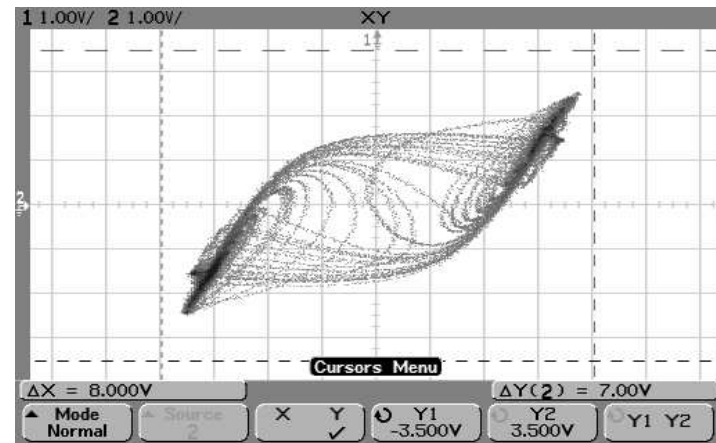 1 1.00V/ 2 1.00V/ XY
1
2
Cursors Menu
ΔX = 8.000V ΔY(2) = 7.00V
Mode Source X Y Y1 Y2 Y1 Y2
Normal 2 ✓ -3.500V 3.500V